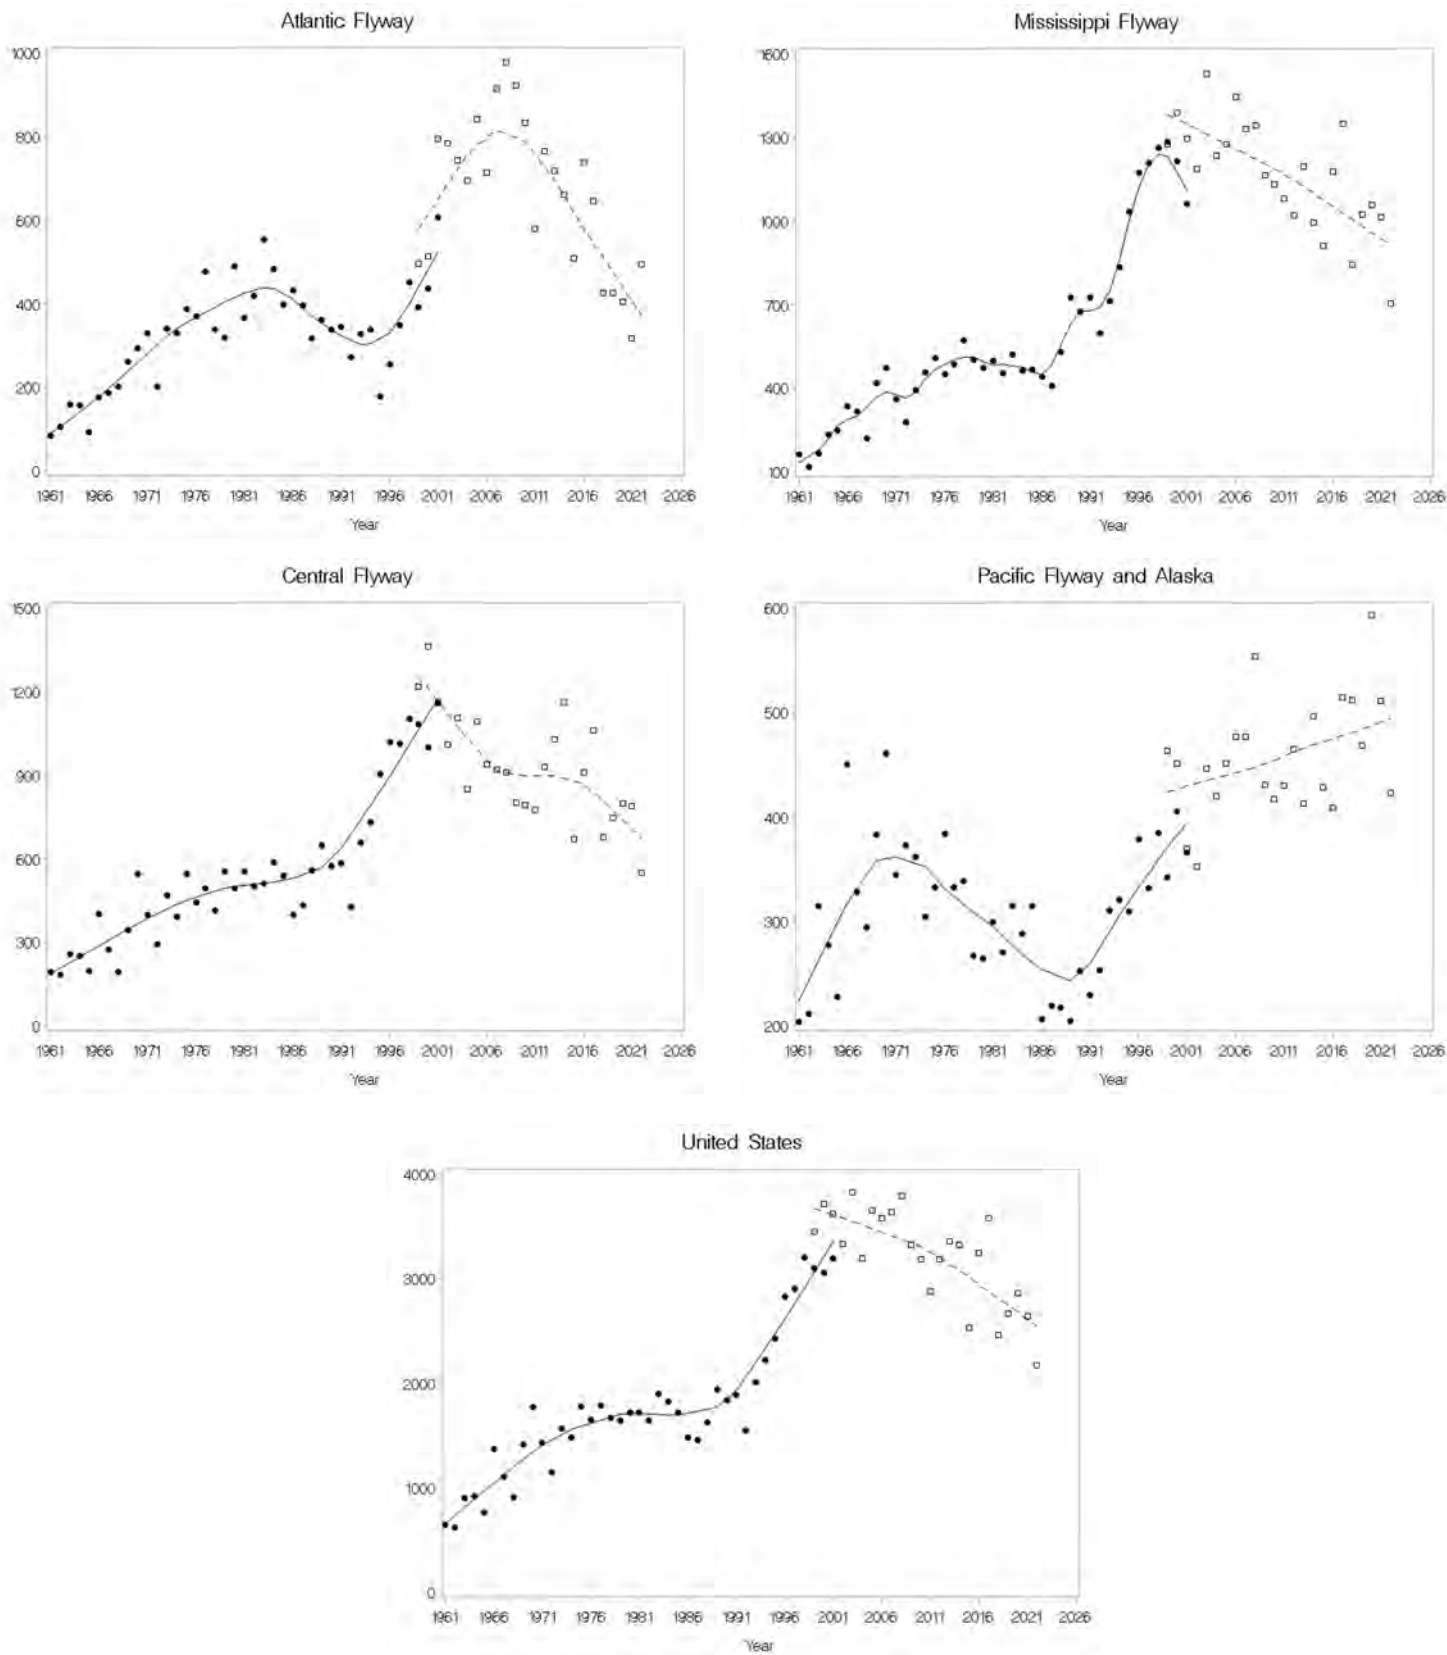 Atlantic Flyway
1000
800
600
400
200
0
1961 1966 1971 1976 1981 1986 1991 1996 2001 2006 2011 2016 2021 2026
Year
Mississippi Flyway
1600
1300
1000
700
400
100
1961 1966 1971 1976 1981 1986 1991 1996 2001 2006 2011 2016 2021 2026
Year
Central Flyway
1500
1200
900
600
300
0
1961 1966 1971 1976 1981 1986 1991 1996 2001 2006 2011 2016 2021 2026
Year
Pacific Flyway and Alaska
600
500
400
300
200
1961 1966 1971 1976 1981 1986 1991 1996 2001 2006 2011 2016 2021 2026
Year
United States
4000
3000
2000
1000
0
1961 1966 1971 1976 1981 1986 1991 1996 2001 2006 2011 2016 2021 2026
Year